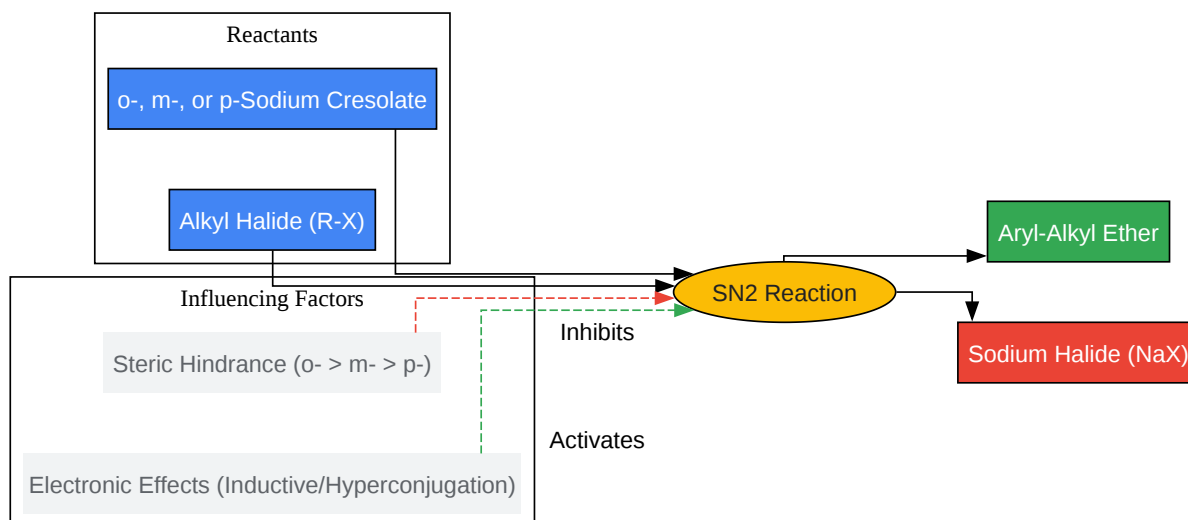 Reactants
o-, m-, or p-Sodium Cresolate
Alkyl Halide (R-X)
Influencing Factors
Steric Hindrance (o- > m- > p-)
Electronic Effects (Inductive/Hyperconjugation)
Inhibits
Activates
SN2 Reaction
Aryl-Alkyl Ether
Sodium Halide (NaX)